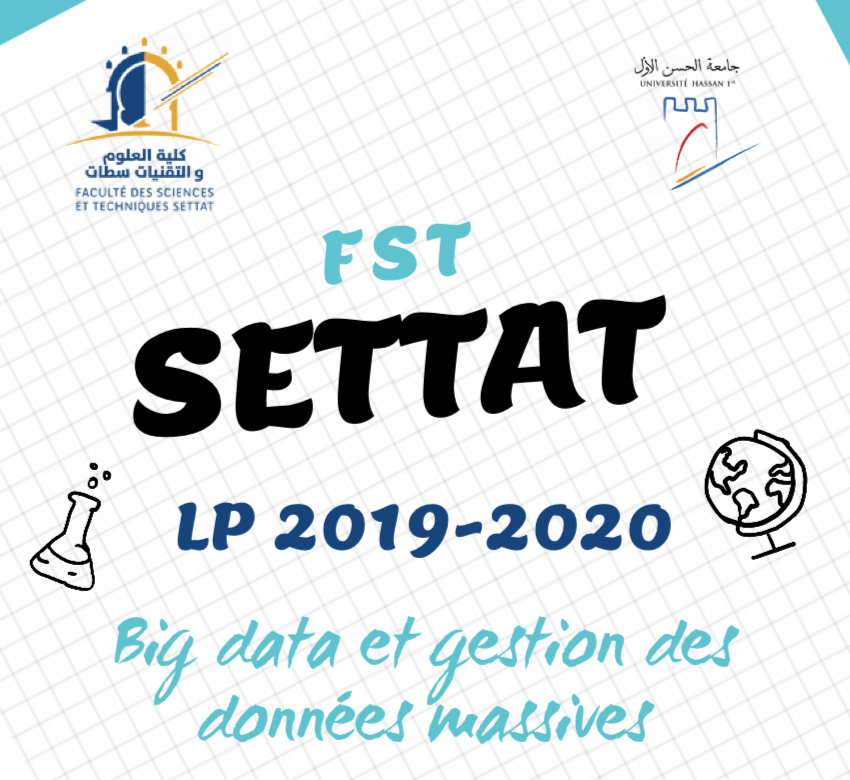 كلية العلوم
و التقنيات سطات
FACULTÉ DES SCIENCES
ET TECHNIQUES SETTAT
جامعة الحسن الأول
UNIVERSITÉ HASSAN 1er
FST
SETTAT
LP 2019-2020
Big data et gestion des
données massives